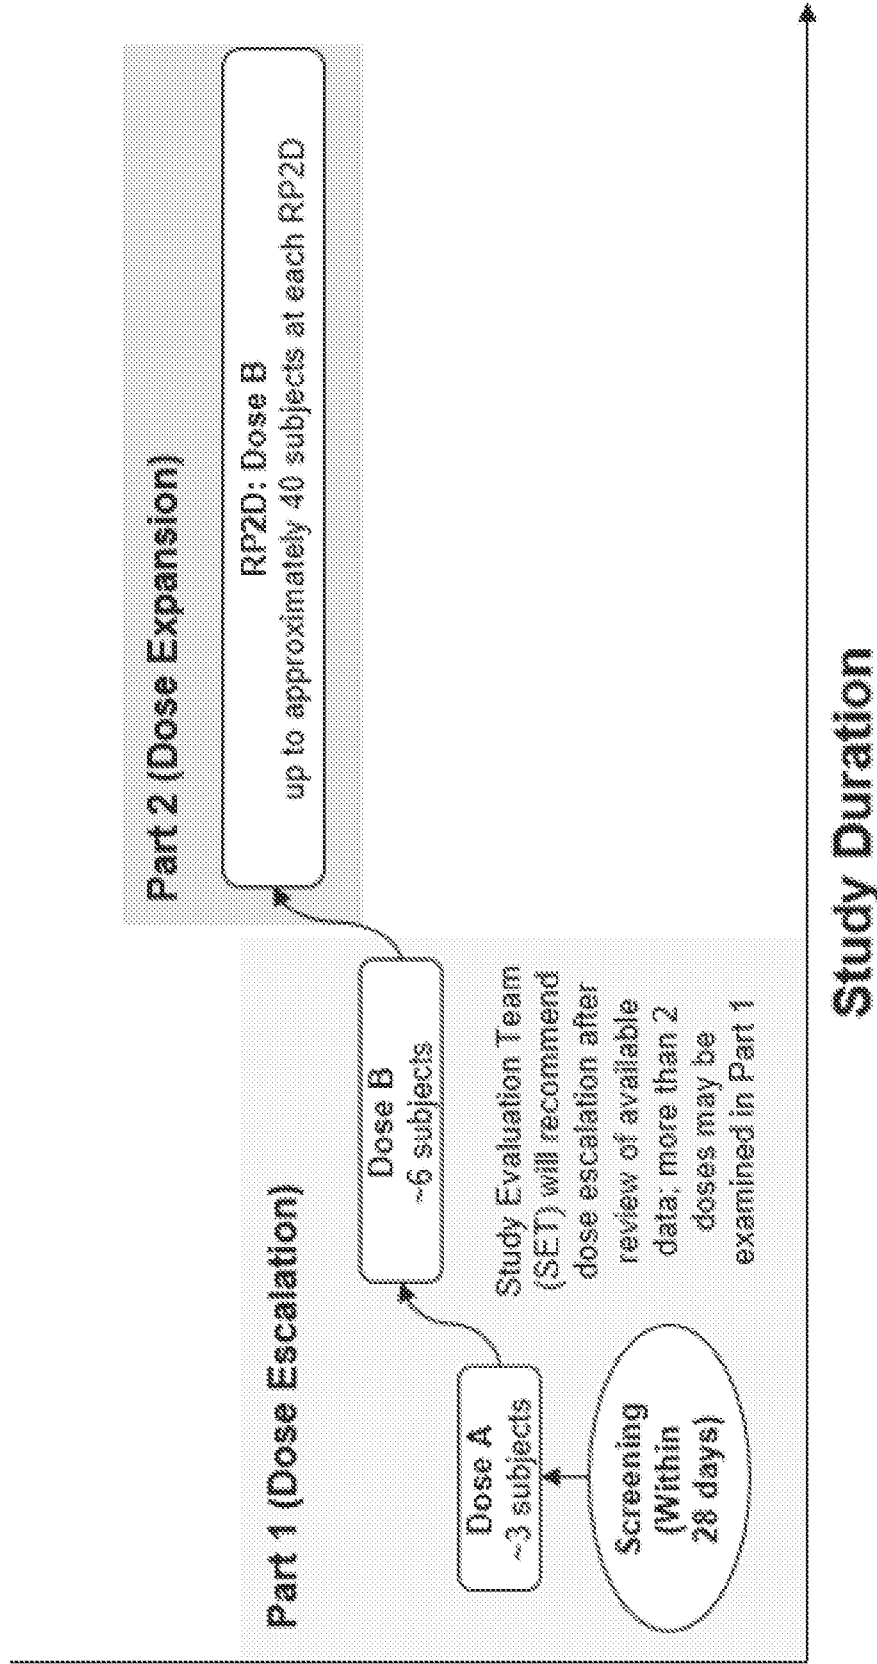 Part 2 (Dose Expansion)
RP2D: Dose B
up to approximately 40 subjects at each RP2D
Part 1 (Dose Escalation)
Dose B
~6 subjects
Dose A
~3 subjects
Study Evaluation Team
(SET) will recommend
dose escalation after
review of available
data; more than 2
doses may be
examined in Part 1
Screening
(Within
28 days)
Study Duration